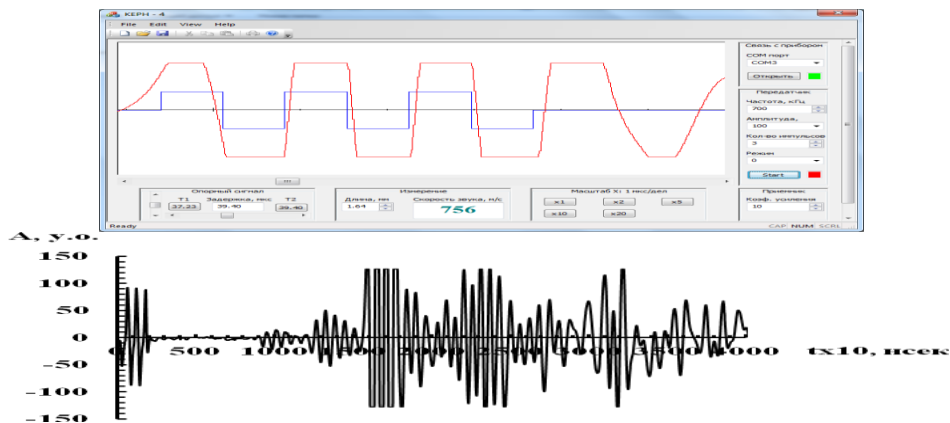 КЕРН - 4
File Edit View Help
Связь с прибором
COM порт
COM3
Открыть
Передатчик
Частота, кГц
700
Амплитуда,
100
Кол-во импульсов
3
Режим
0
Start
Приемник
Коэф. усиления
10
Опорный сигнал
T1 Задержка, мкс T2
37.23 39.40 39.40
Измерение
Длина, мм Скорость звука, м/с
1.64 756
Масштаб X: 1 мкс/дел
x1 x2 x5
x10 x20
Ready CAP NUM SCRL
А, у.о.
150
100
50
0
0 500 1000 1500 2000 2500 3000 3500 4000 tx10, нсек
-50
-100
-150